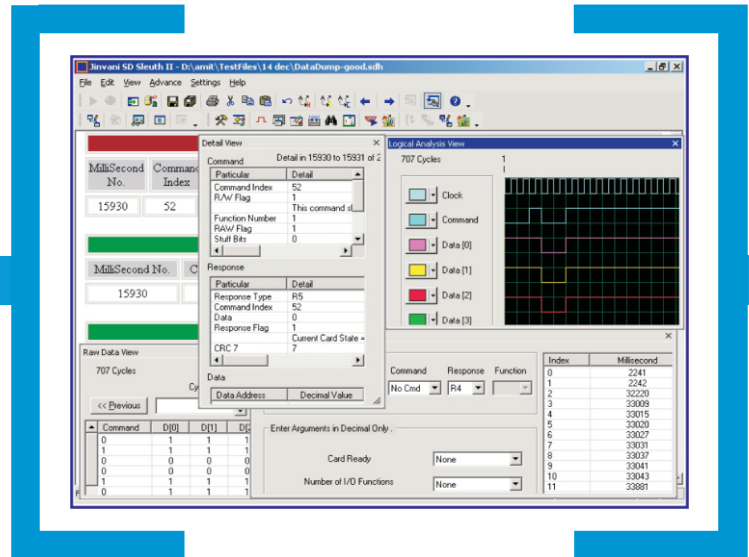 Jinvani SD Sleuth II - D:\amit\TestFiles\14 dec\DataDump-good.sdh
File Edit View Advance Settings Help
MilliSecond No. Command Index
15930 52
MilliSecond No.
15930
Detail View
Command Detail in 15930 to 15931 of
Particular Detail
Command Index 52
R/W Flag 1
This command
Function Number 1
RAW Flag 1
Stuff Bits 0
Response
Particular Detail
Response Type R5
Command Index 52
Data 0
Response Flag 1
Current Card State =
CRC 7 7
Data
Data Address Decimal Value
Logical Analysis View
707 Cycles 1
Clock
Command
Data [0]
Data [1]
Data [2]
Data [3]
Raw Data View
707 Cycles
<< Previous
Command D[0] D[1]
0 1 1 1
1 1 1 1
0 0 0 0
0 0 0 0
1 1 1 1
0 1 1 1
Command Response Function
No Cmd R4
Enter Arguments in Decimal Only .
Card Ready None
Number of I/O Functions None
Index Millisecond
0 2241
1 2242
2 32220
3 33009
4 33015
5 33020
6 33027
7 33031
8 33037
9 33041
10 33043
11 33881